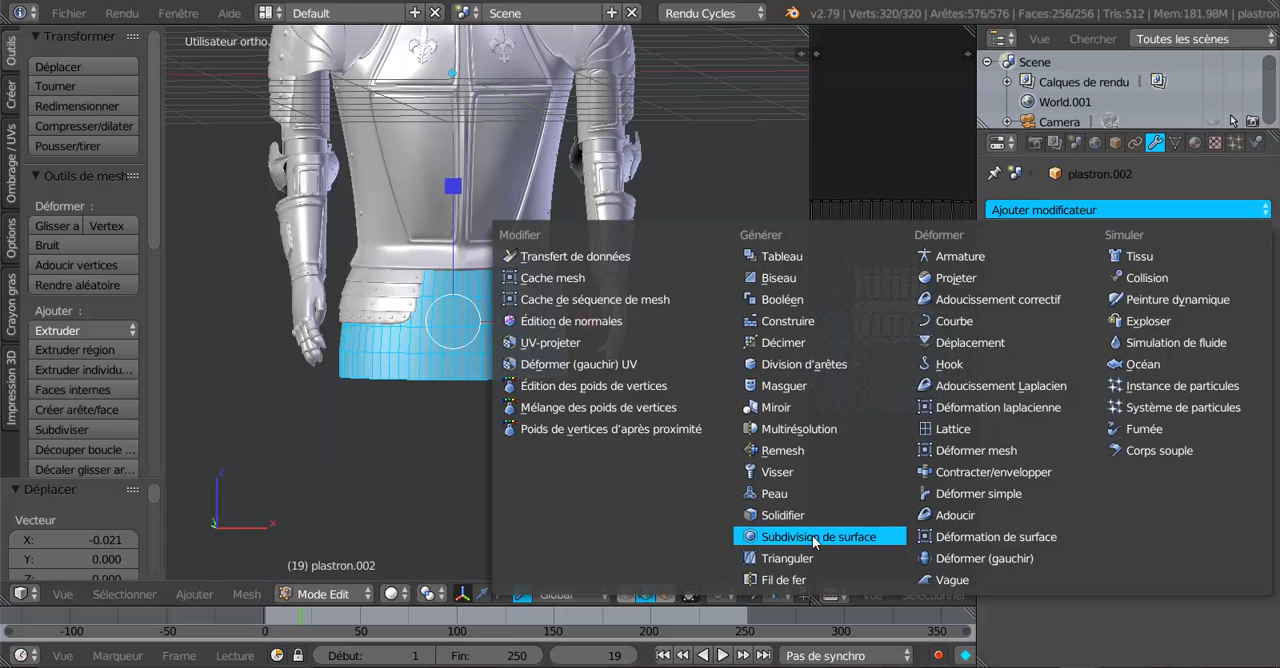 Fichier Rendu Fenêtre Aide Default Scene Rendu Cycles v2.79 | Verts:320/320 | Arêtes:576/576 | Faces:256/256 | Tris:512 | Mem:181.98M | plastron
Outils
Créer
Ombrage / UVs
Options
Crayon gras
Impression 3D
Transformer
Déplacer
Tourner
Redimensionner
Compresser/dilater
Pousser/tirer
Outils de mesh
Déformer :
Glisser a Vertex
Bruit
Adoucir vertices
Rendre aléatoire
Ajouter :
Extruder
Extruder région
Extruder individu...
Faces internes
Créer arête/face
Subdiviser
Découper boucle ...
Décaler glisser ar...
Déplacer
Vecteur
X: -0.021
0.000
0.000
Utilisateur ortho.
z
y
x
(19) plastron.002
Vue Chercher Toutes les scènes
Scene
Calques de rendu
World.001
Camera
plastron.002
Ajouter modificateur
Modifier
Transfert de données
Cache mesh
Cache de séquence de mesh
Édition de normales
UV-projeter
Déformer (gauchir) UV
Édition des poids de vertices
Mélange des poids de vertices
Poids de vertices d'après proximité
Générer
Tableau
Biseau
Booléen
Construire
Décimer
Division d'arêtes
Masquer
Miroir
Multirésolution
Remesh
Visser
Peau
Solidifier
Subdivision de surface
Trianguler
Fil de fer
Déformer
Armature
Projeter
Adoucissement correctif
Courbe
Déplacement
Hook
Adoucissement Laplacien
Déformation laplacienne
Lattice
Déformer mesh
Contracter/envelopper
Déformer simple
Adoucir
Déformation de surface
Déformer (gauchir)
Vague
Simuler
Tissu
Collision
Peinture dynamique
Exploser
Simulation de fluide
Océan
Instance de particules
Système de particules
Fumée
Corps souple
Vue Sélectionner Ajouter Mesh Mode Edit Global Vue Sélectionner
-100 -50 0 50 100 150 200 250 300 350
Vue Marqueur Frame Lecture Début: 1 Fin: 250 19 Pas de synchro